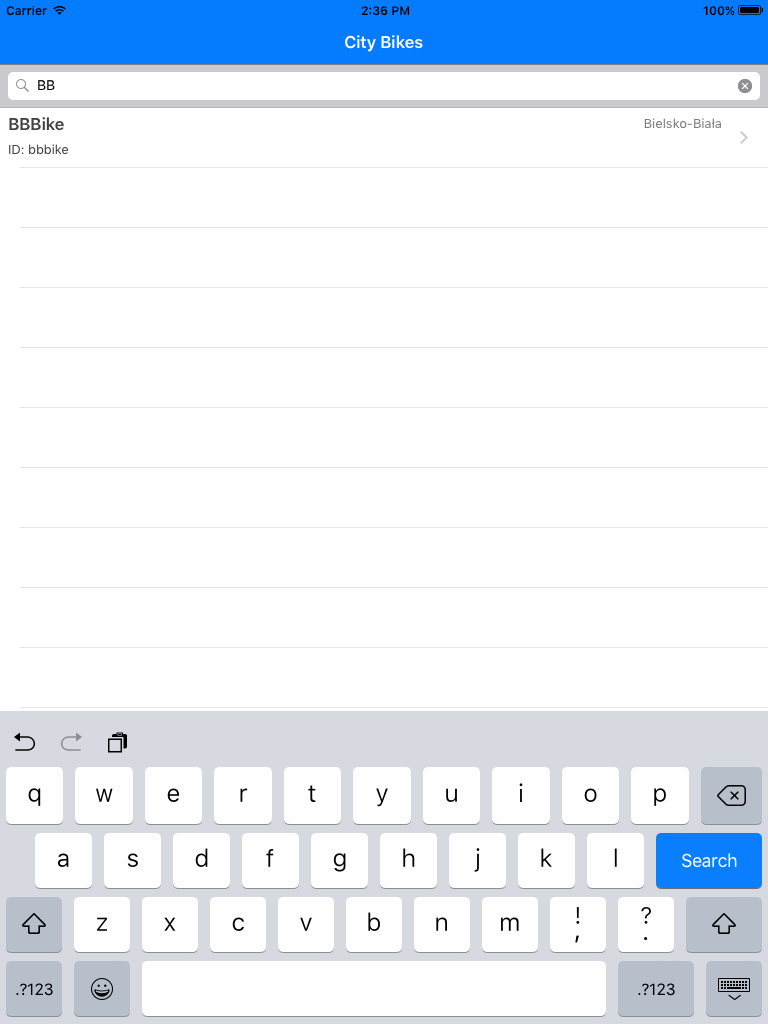 Carrier 2:36 PM 100%
City Bikes
BB
BBBike Bielsko-Biała
ID: bbbike
q w e r t y u i o p
a s d f g h j k l Search
z x c v b n m ! , ? .
.?123 .?123